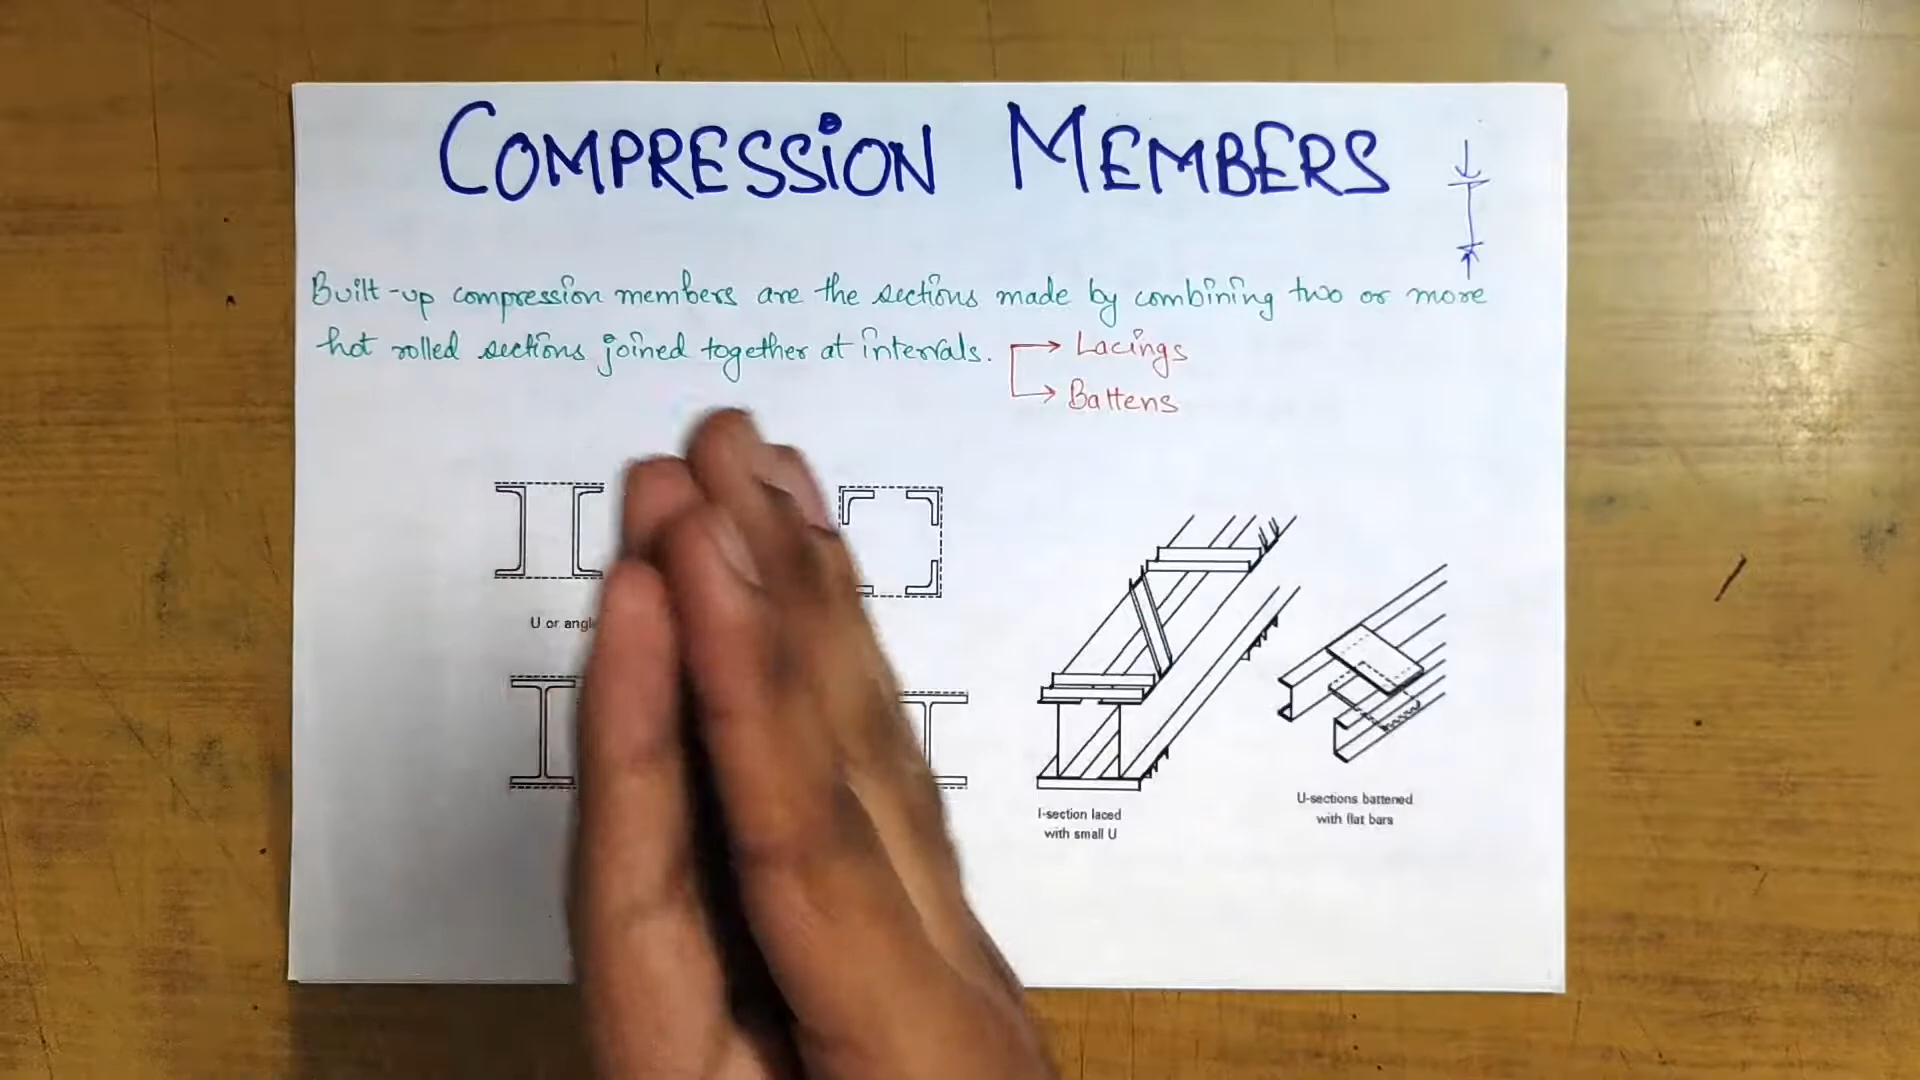 COMPRESSION MEMBERS
Built-up compression members are the sections made by combining two or more
hot rolled sections joined together at intervals.
Lacings
Battens
U or
I-section laced
with small U
U-sections battened
with flat bars